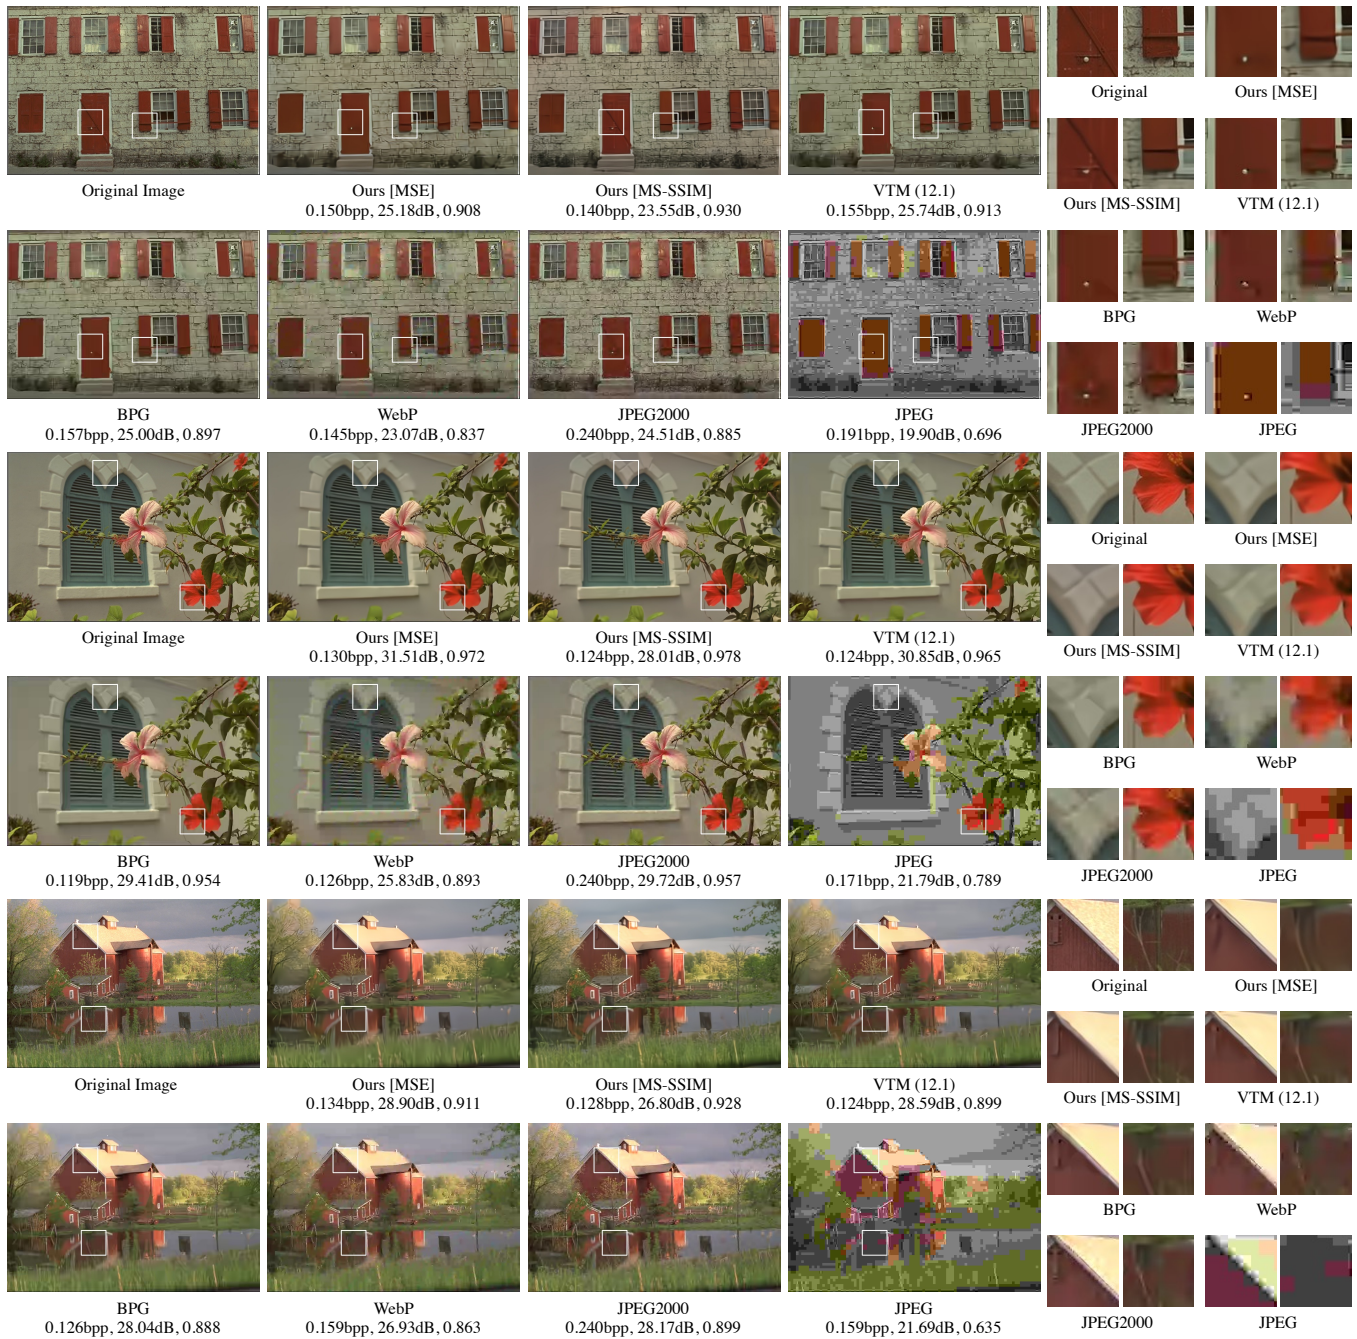 Original Image
Ours [MSE]
0.150bpp, 25.18dB, 0.908
Ours [MS-SSIM]
0.140bpp, 23.55dB, 0.930
VTM (12.1)
0.155bpp, 25.74dB, 0.913
Original
Ours [MSE]
Ours [MS-SSIM]
VTM (12.1)
BPG
0.157bpp, 25.00dB, 0.897
WebP
0.145bpp, 23.07dB, 0.837
JPEG2000
0.240bpp, 24.51dB, 0.885
JPEG
0.191bpp, 19.90dB, 0.696
BPG
WebP
JPEG2000
JPEG
Original Image
Ours [MSE]
0.130bpp, 31.51dB, 0.972
Ours [MS-SSIM]
0.124bpp, 28.01dB, 0.978
VTM (12.1)
0.124bpp, 30.85dB, 0.965
Original
Ours [MSE]
Ours [MS-SSIM]
VTM (12.1)
BPG
0.119bpp, 29.41dB, 0.954
WebP
0.126bpp, 25.83dB, 0.893
JPEG2000
0.240bpp, 29.72dB, 0.957
JPEG
0.171bpp, 21.79dB, 0.789
BPG
WebP
JPEG2000
JPEG
Original Image
Ours [MSE]
0.134bpp, 28.90dB, 0.911
Ours [MS-SSIM]
0.128bpp, 26.80dB, 0.928
VTM (12.1)
0.124bpp, 28.59dB, 0.899
Original
Ours [MSE]
Ours [MS-SSIM]
VTM (12.1)
BPG
0.126bpp, 28.04dB, 0.888
WebP
0.159bpp, 26.93dB, 0.863
JPEG2000
0.240bpp, 28.17dB, 0.899
JPEG
0.159bpp, 21.69dB, 0.635
BPG
WebP
JPEG2000
JPEG